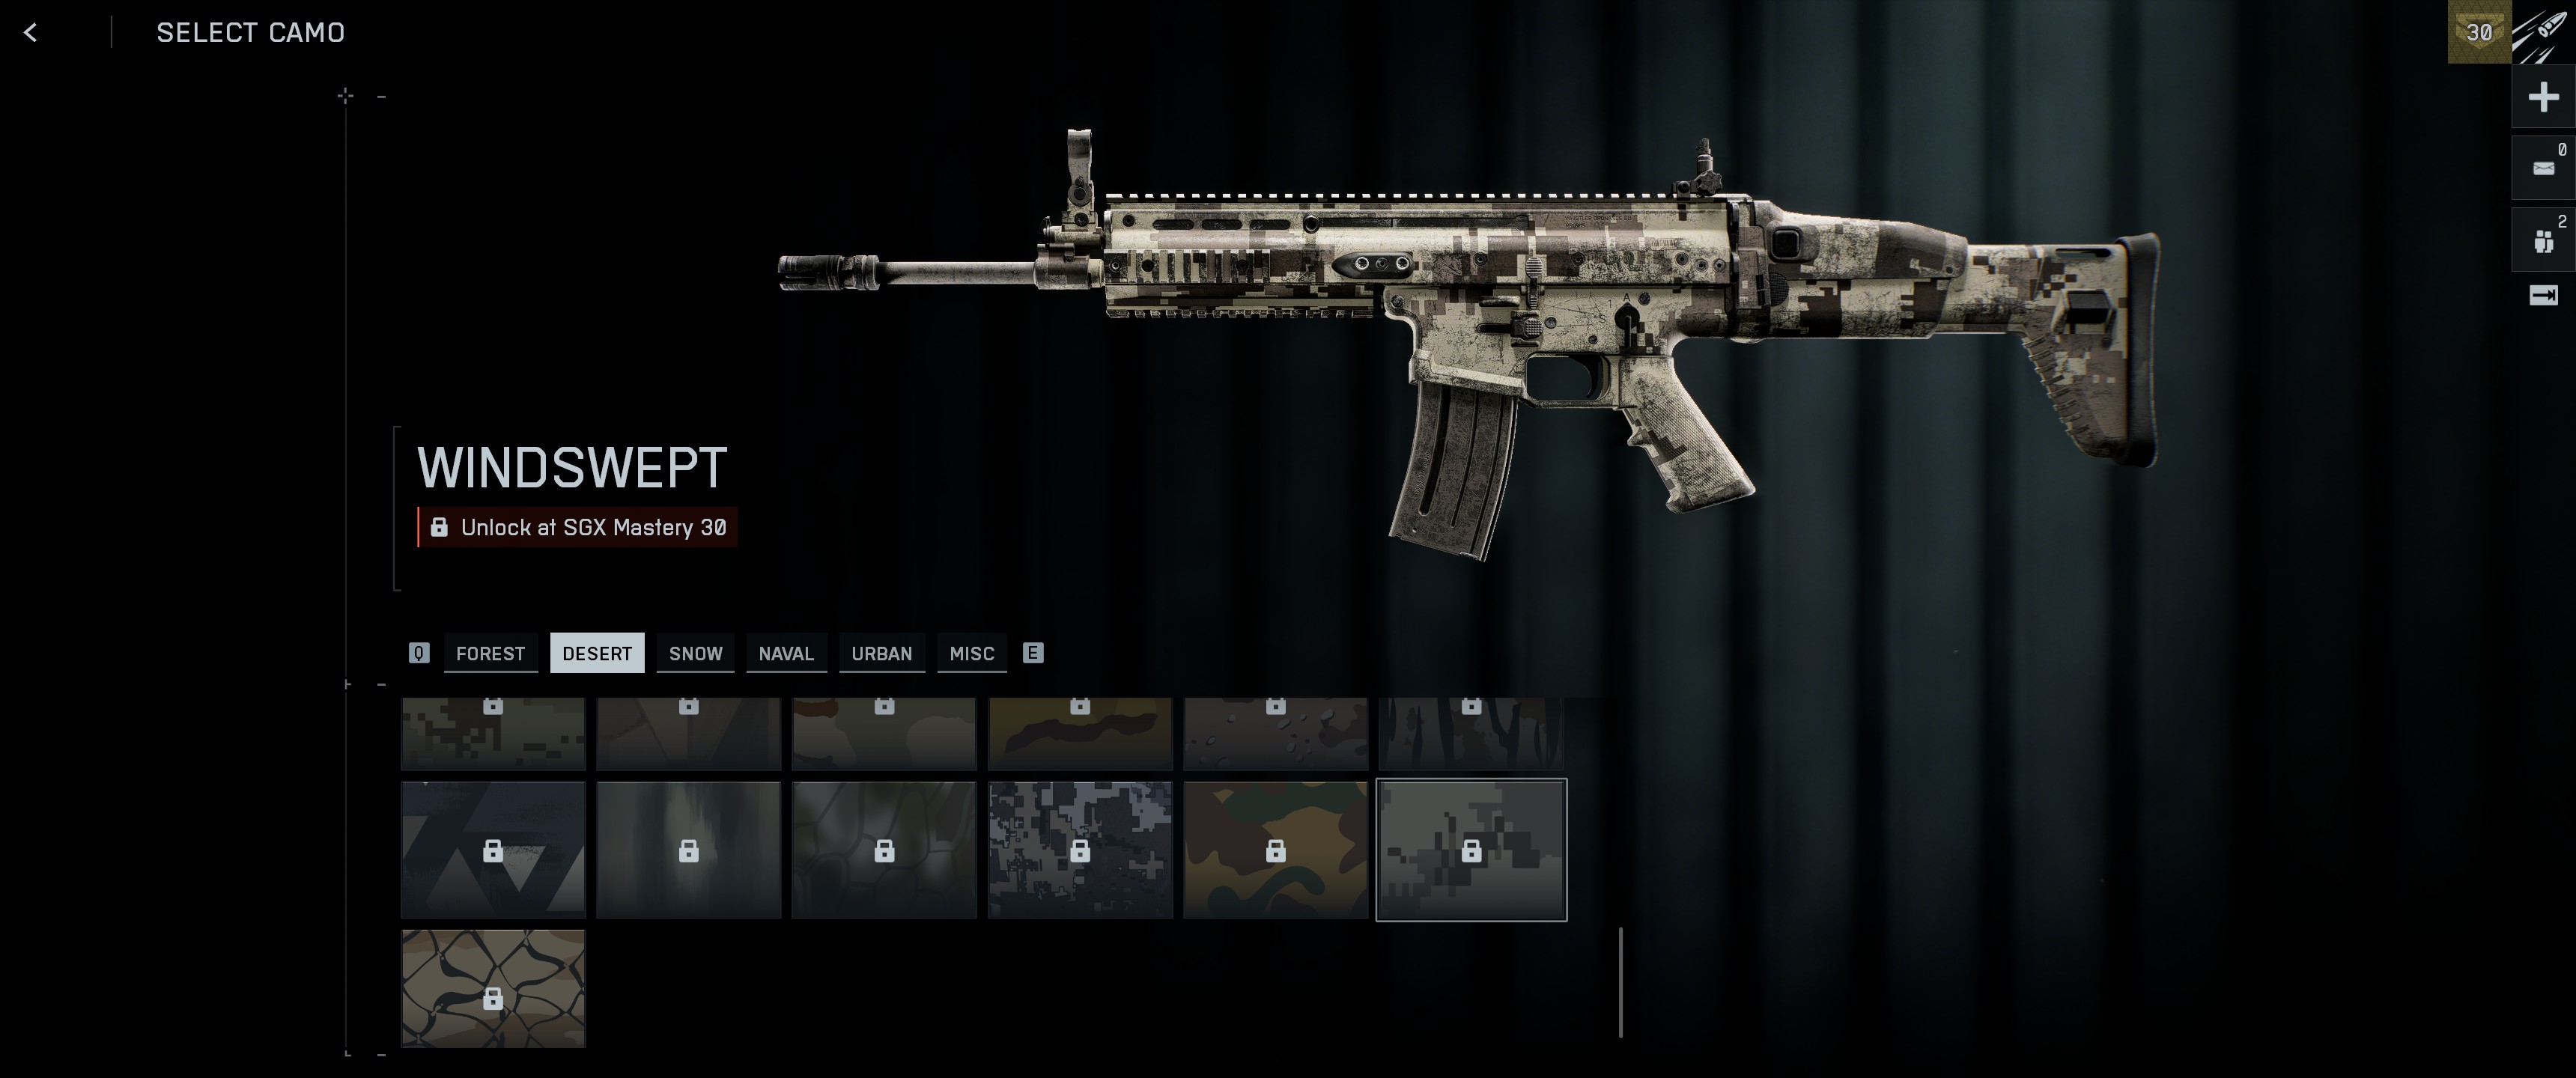 SELECT CAMO
30
0
2
WINDSWEPT
Unlock at SGX Mastery 30
Q
FOREST
DESERT
SNOW
NAVAL
URBAN
MISC
E
A